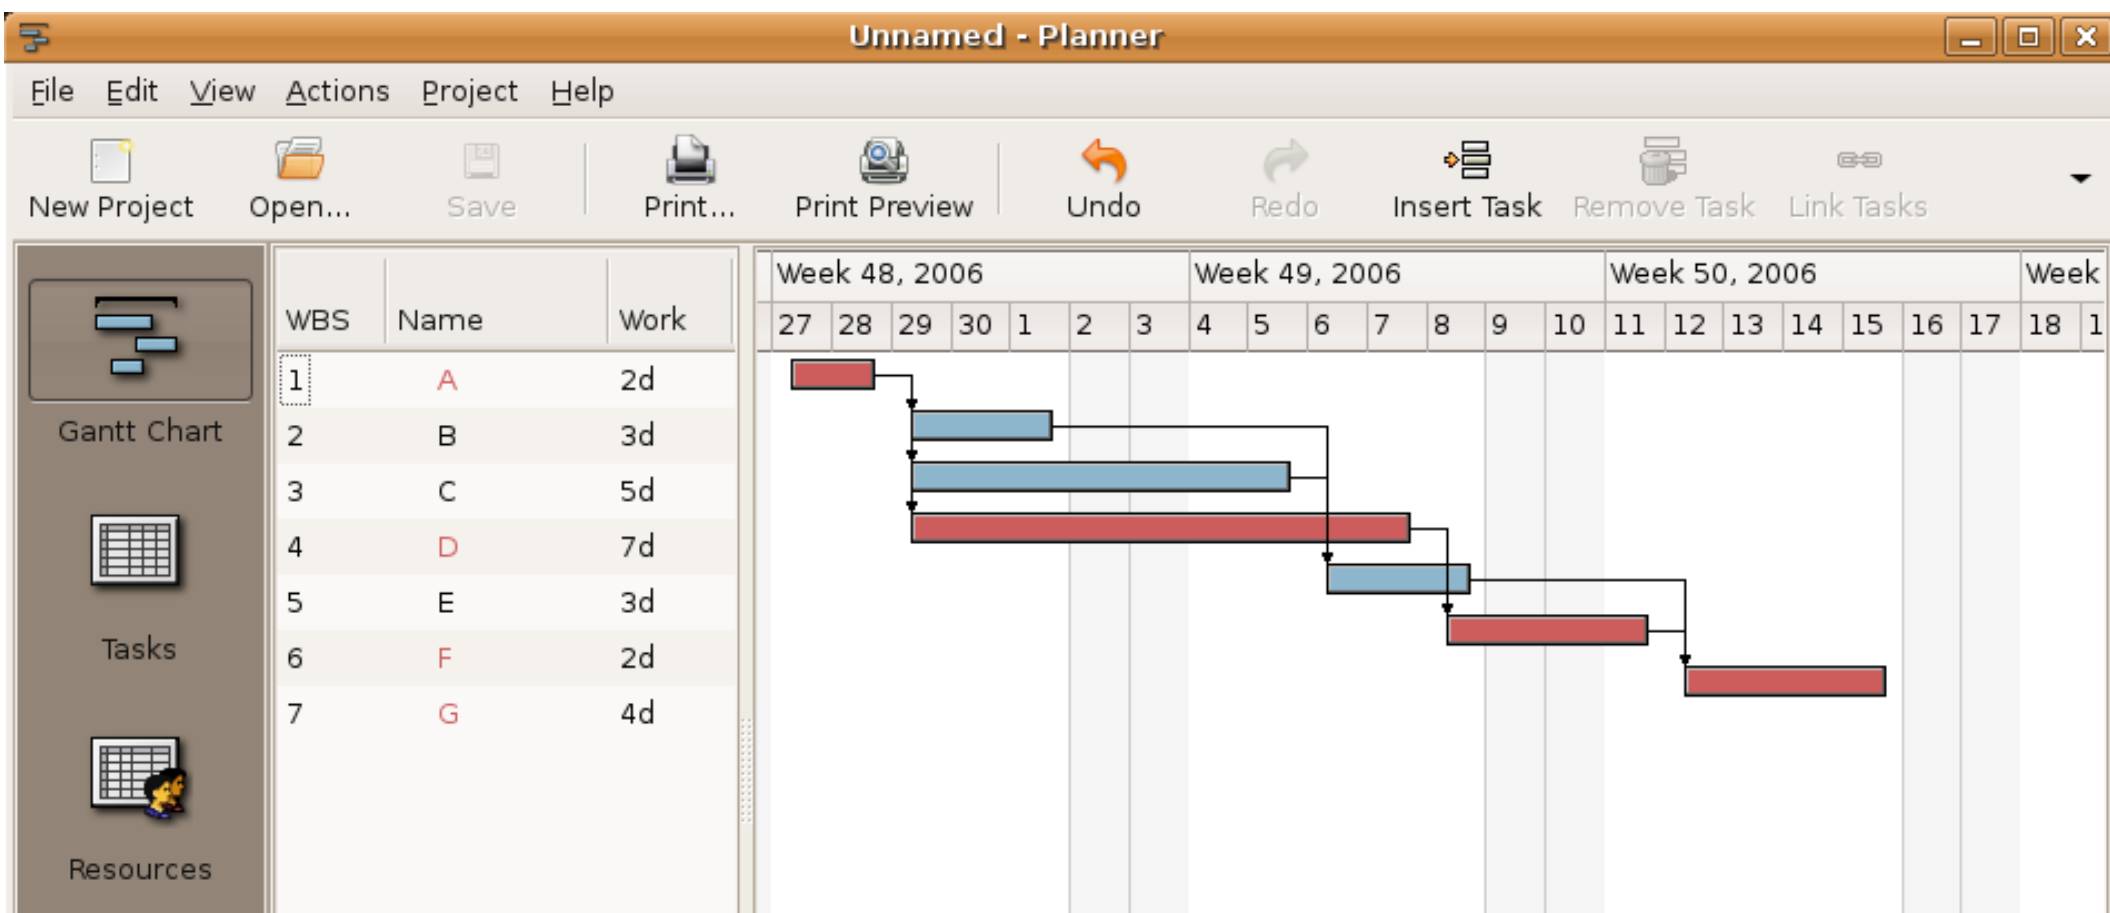 Unnamed - Planner
File Edit View Actions Project Help
New Project Open... Save Print... Print Preview Undo Redo Insert Task Remove Task Link Tasks
Week 48, 2006 Week 49, 2006 Week 50, 2006 Week
WBS Name Work
27 28 29 30 1 2 3 4 5 6 7 8 9 10 11 12 13 14 15 16 17 18 1
1 A 2d
2 B 3d
3 C 5d
4 D 7d
5 E 3d
6 F 2d
7 G 4d
Gantt Chart
Tasks
Resources